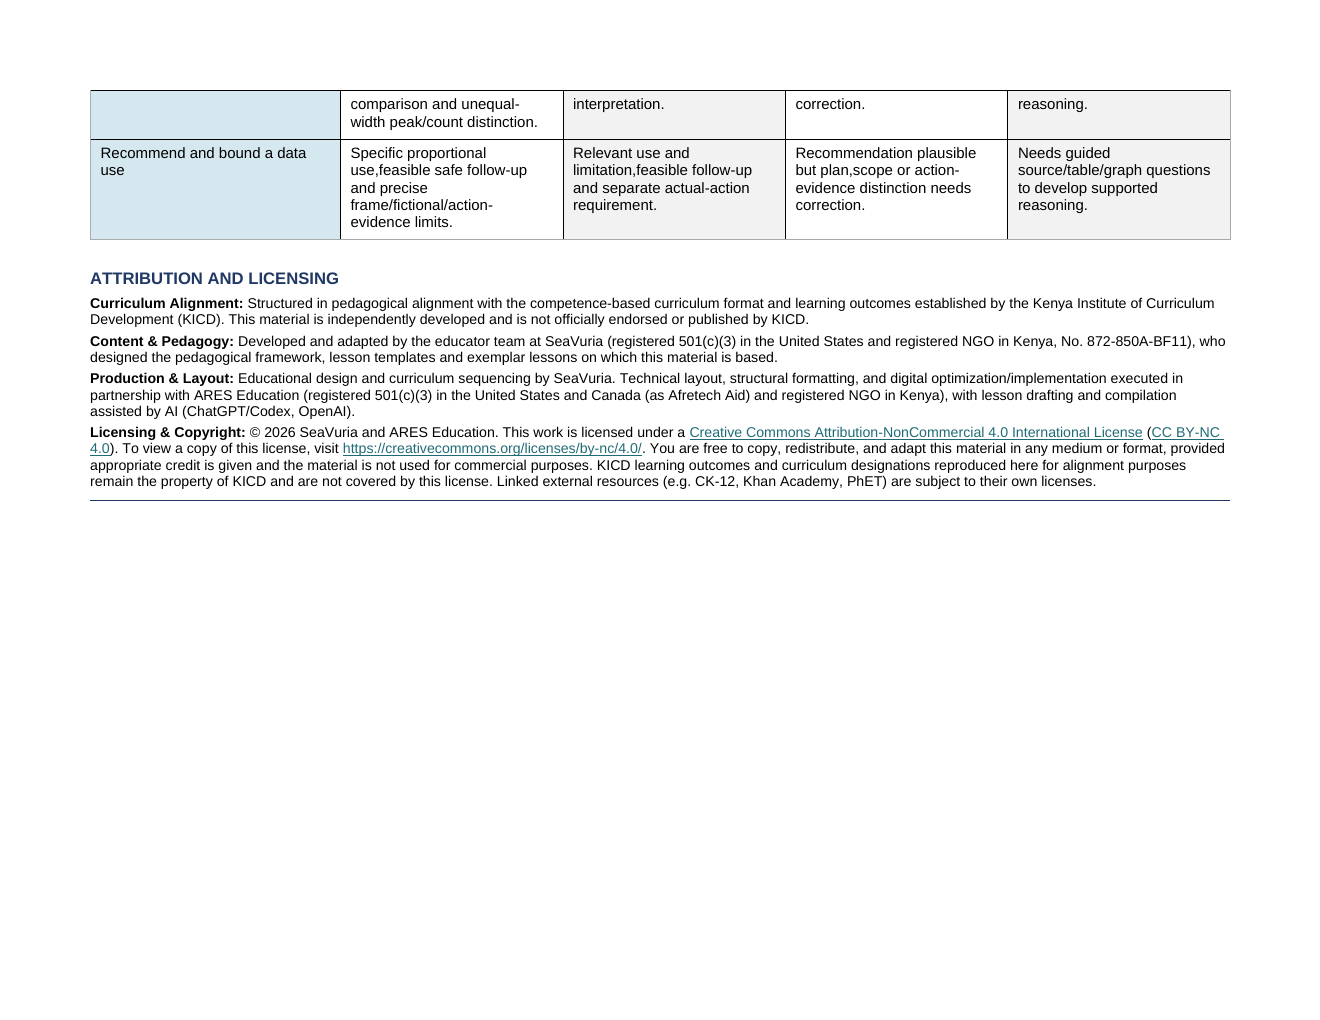 comparison and unequal-
width peak/count distinction.
interpretation.
correction.
reasoning.
Recommend and bound a data
use
Specific proportional
use,feasible safe follow-up
and precise
frame/fictional/action-
evidence limits.
Relevant use and
limitation,feasible follow-up
and separate actual-action
requirement.
Recommendation plausible
but plan,scope or action-
evidence distinction needs
correction.
Needs guided
source/table/graph questions
to develop supported
reasoning.
ATTRIBUTION AND LICENSING
Curriculum Alignment: Structured in pedagogical alignment with the competence-based curriculum format and learning outcomes established by the Kenya Institute of Curriculum
Development (KICD). This material is independently developed and is not officially endorsed or published by KICD.
Content & Pedagogy: Developed and adapted by the educator team at SeaVuria (registered 501(c)(3) in the United States and registered NGO in Kenya, No. 872-850A-BF11), who
designed the pedagogical framework, lesson templates and exemplar lessons on which this material is based.
Production & Layout: Educational design and curriculum sequencing by SeaVuria. Technical layout, structural formatting, and digital optimization/implementation executed in
partnership with ARES Education (registered 501(c)(3) in the United States and Canada (as Afretech Aid) and registered NGO in Kenya), with lesson drafting and compilation
assisted by AI (ChatGPT/Codex, OpenAI).
Licensing & Copyright: © 2026 SeaVuria and ARES Education. This work is licensed under a Creative Commons Attribution-NonCommercial 4.0 International License (CC BY-NC
4.0). To view a copy of this license, visit https://creativecommons.org/licenses/by-nc/4.0/. You are free to copy, redistribute, and adapt this material in any medium or format, provided
appropriate credit is given and the material is not used for commercial purposes. KICD learning outcomes and curriculum designations reproduced here for alignment purposes
remain the property of KICD and are not covered by this license. Linked external resources (e.g. CK-12, Khan Academy, PhET) are subject to their own licenses.